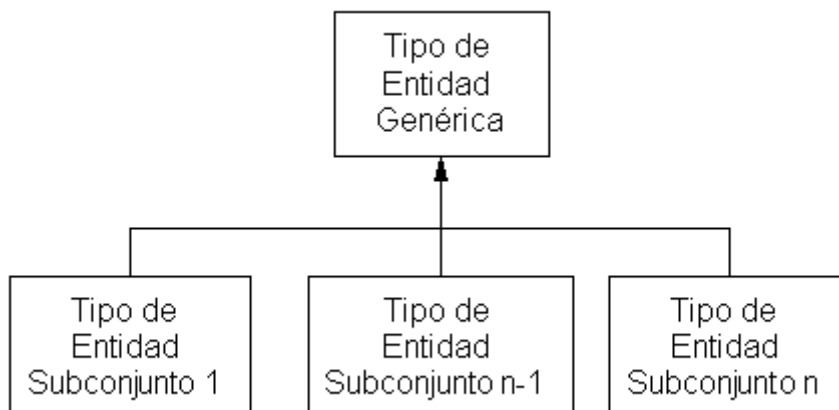 Tipo de
Entidad
Genérica
Tipo de
Entidad
Subconjunto 1
Tipo de
Entidad
Subconjunto n-1
Tipo de
Entidad
Subconjunto n